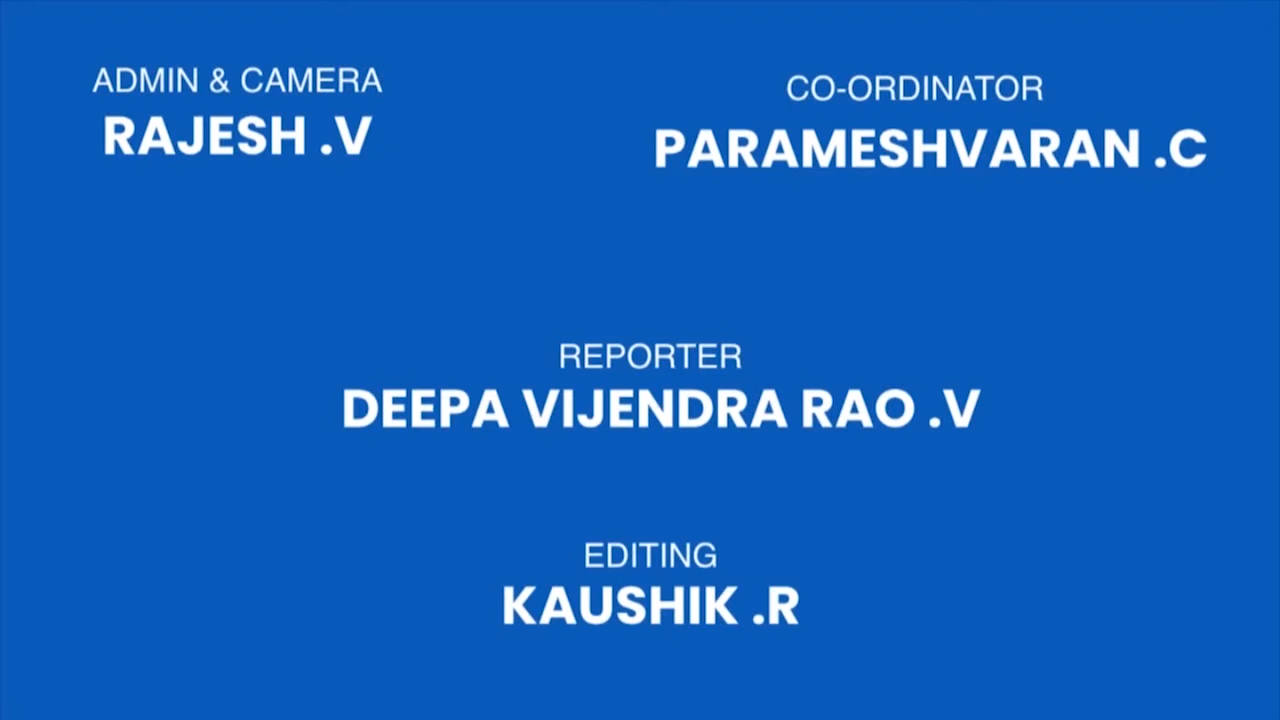 ADMIN & CAMERA
RAJESH .V
CO-ORDINATOR
PARAMESHVARAN .C
REPORTER
DEEPA VIJENDRA RAO .V
EDITING
KAUSHIK .R